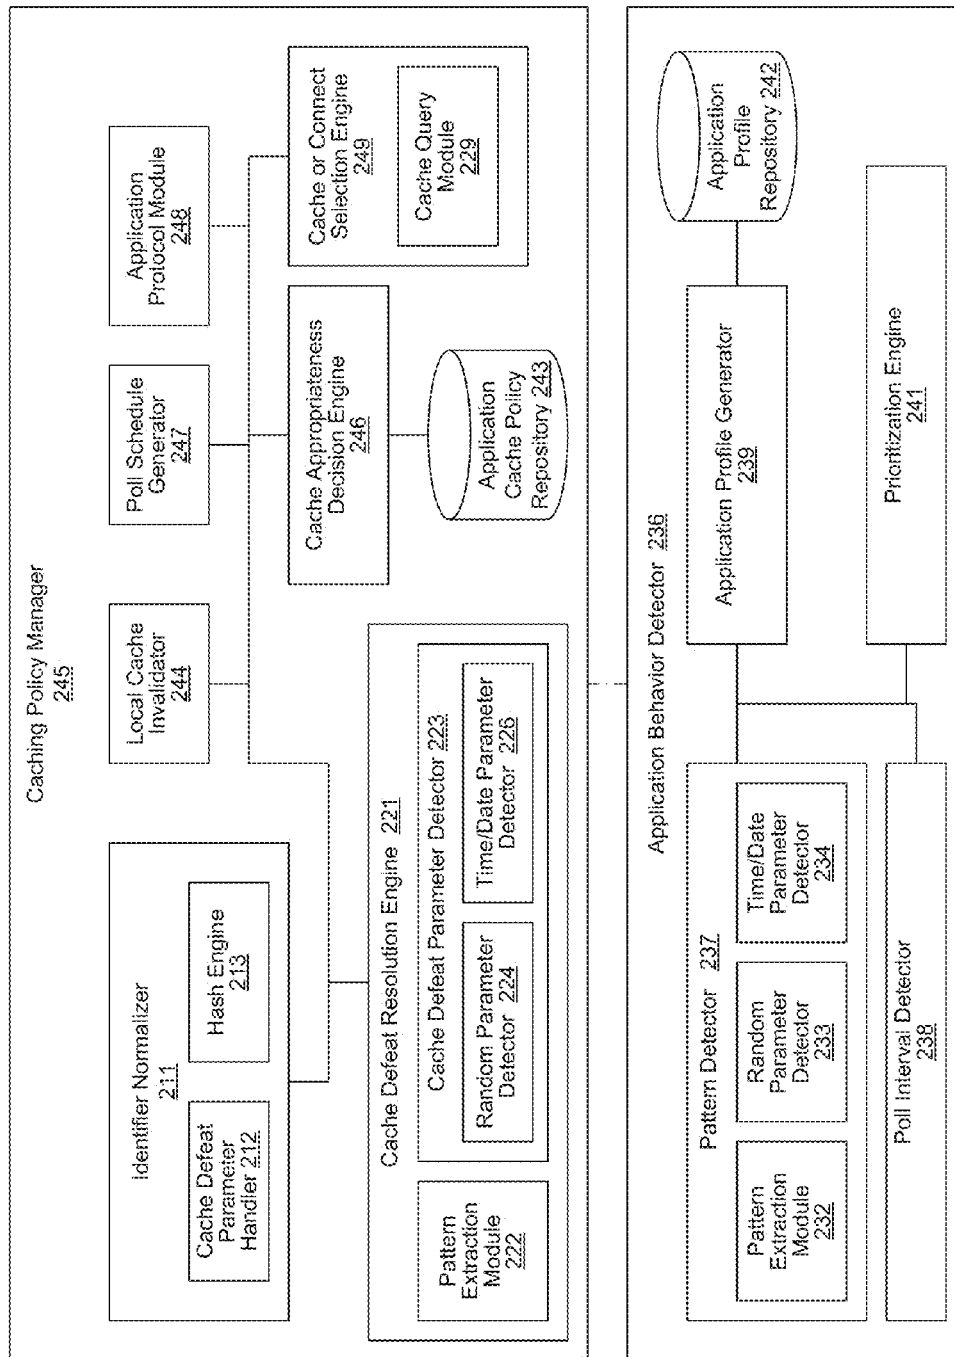 Caching Policy Manager
245
Identifier Normalizer
211
Cache Defeat
Parameter
Handler 212
Hash Engine
213
Local Cache
Invalidator
244
Poll Schedule
Generator
247
Application
Protocol Module
248
Cache Defeat Resolution Engine 221
Pattern
Extraction
Module
222
Cache Defeat Parameter Detector 223
Random Parameter
Detector 224
Time/Date Parameter
Detector 226
Cache Appropriateness
Decision Engine
246
Application
Cache Policy
Repository 243
Cache or Connect
Selection Engine
249
Cache Query
Module
229
Application Behavior Detector 236
Pattern Detector 237
Pattern
Extraction
Module
232
Random
Parameter
Detector
233
Time/Date
Parameter
Detector
234
Poll Interval Detector
238
Application Profile Generator
239
Application
Profile
Repository 242
Prioritization Engine
241